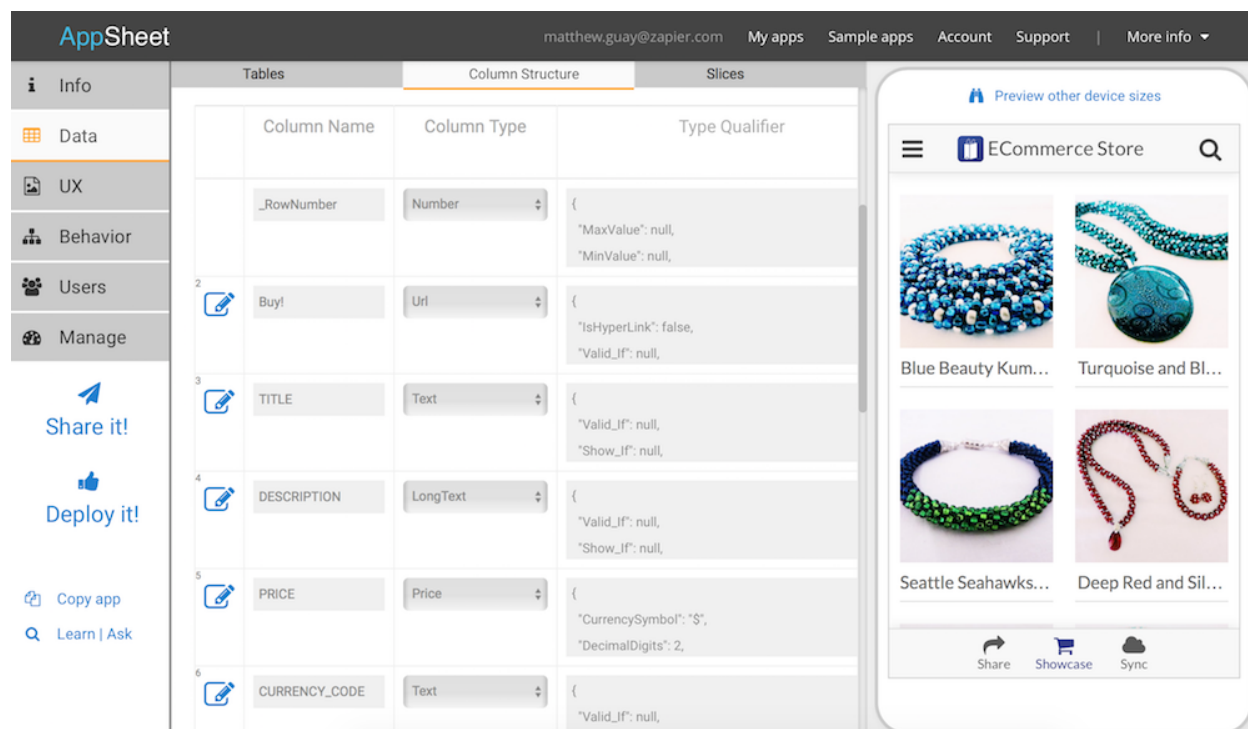 AppSheet
matthew.guay@zapier.com My apps Sample apps Account Support | More info
Info
Data
UX
Behavior
Users
Manage
Share it!
Deploy it!
Copy app
Learn | Ask
Tables Column Structure Slices
Column Name Column Type Type Qualifier
_RowNumber Number {
"MaxValue": null,
"MinValue": null,
2
Buy! Url {
"IsHyperLink": false,
"Valid_If": null,
3
TITLE Text {
"Valid_If": null,
"Show_If": null,
4
DESCRIPTION LongText {
"Valid_If": null,
"Show_If": null,
5
PRICE Price {
"CurrencySymbol": "$",
"DecimalDigits": 2,
6
CURRENCY_CODE Text {
"Valid_If": null,
Preview other device sizes
ECommerce Store
Blue Beauty Kum... Turquoise and Bl...
Seattle Seahawks... Deep Red and Sil...
Share Showcase Sync